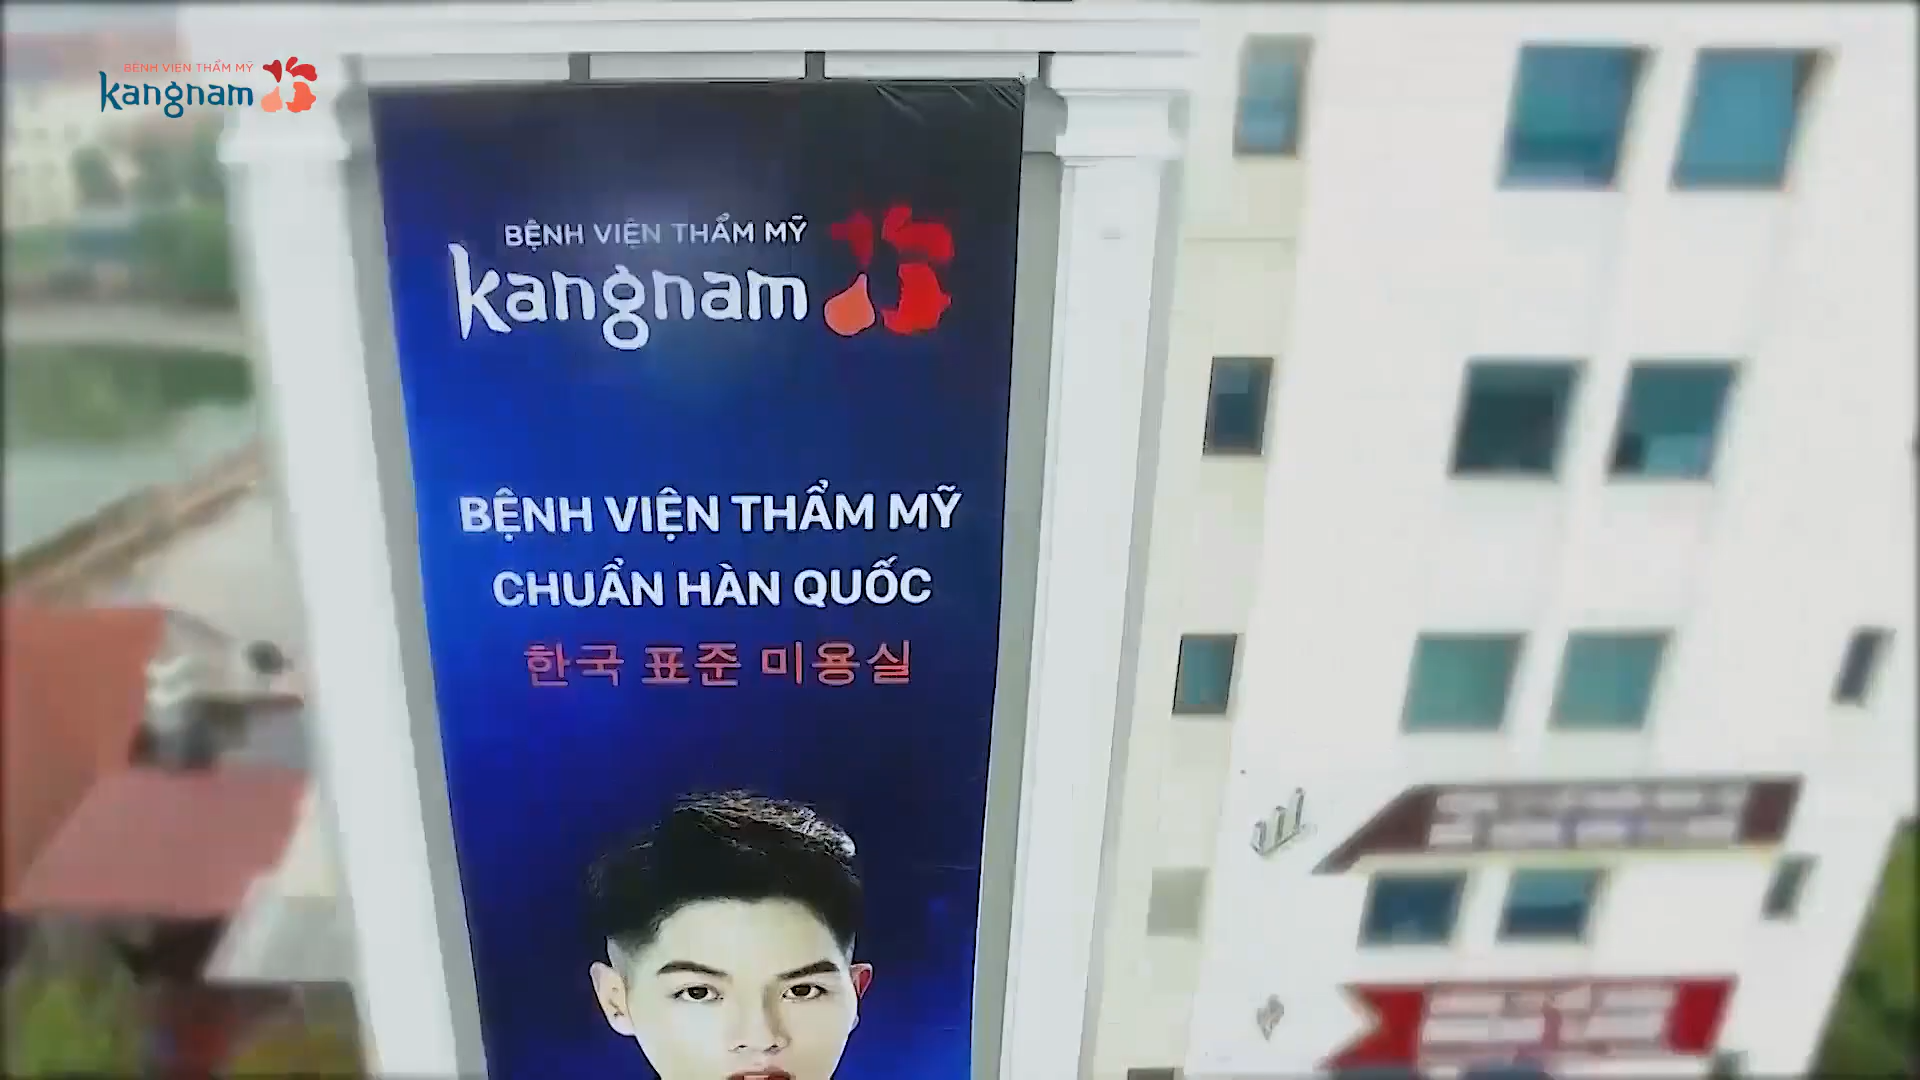 BỆNH VIỆN THẨM MỸ
kangnam
BỆNH VIỆN THẨM MỸ
kangnam
BỆNH VIỆN THẨM MỸ
CHUẨN HÀN QUỐC
한국 표준 미용실